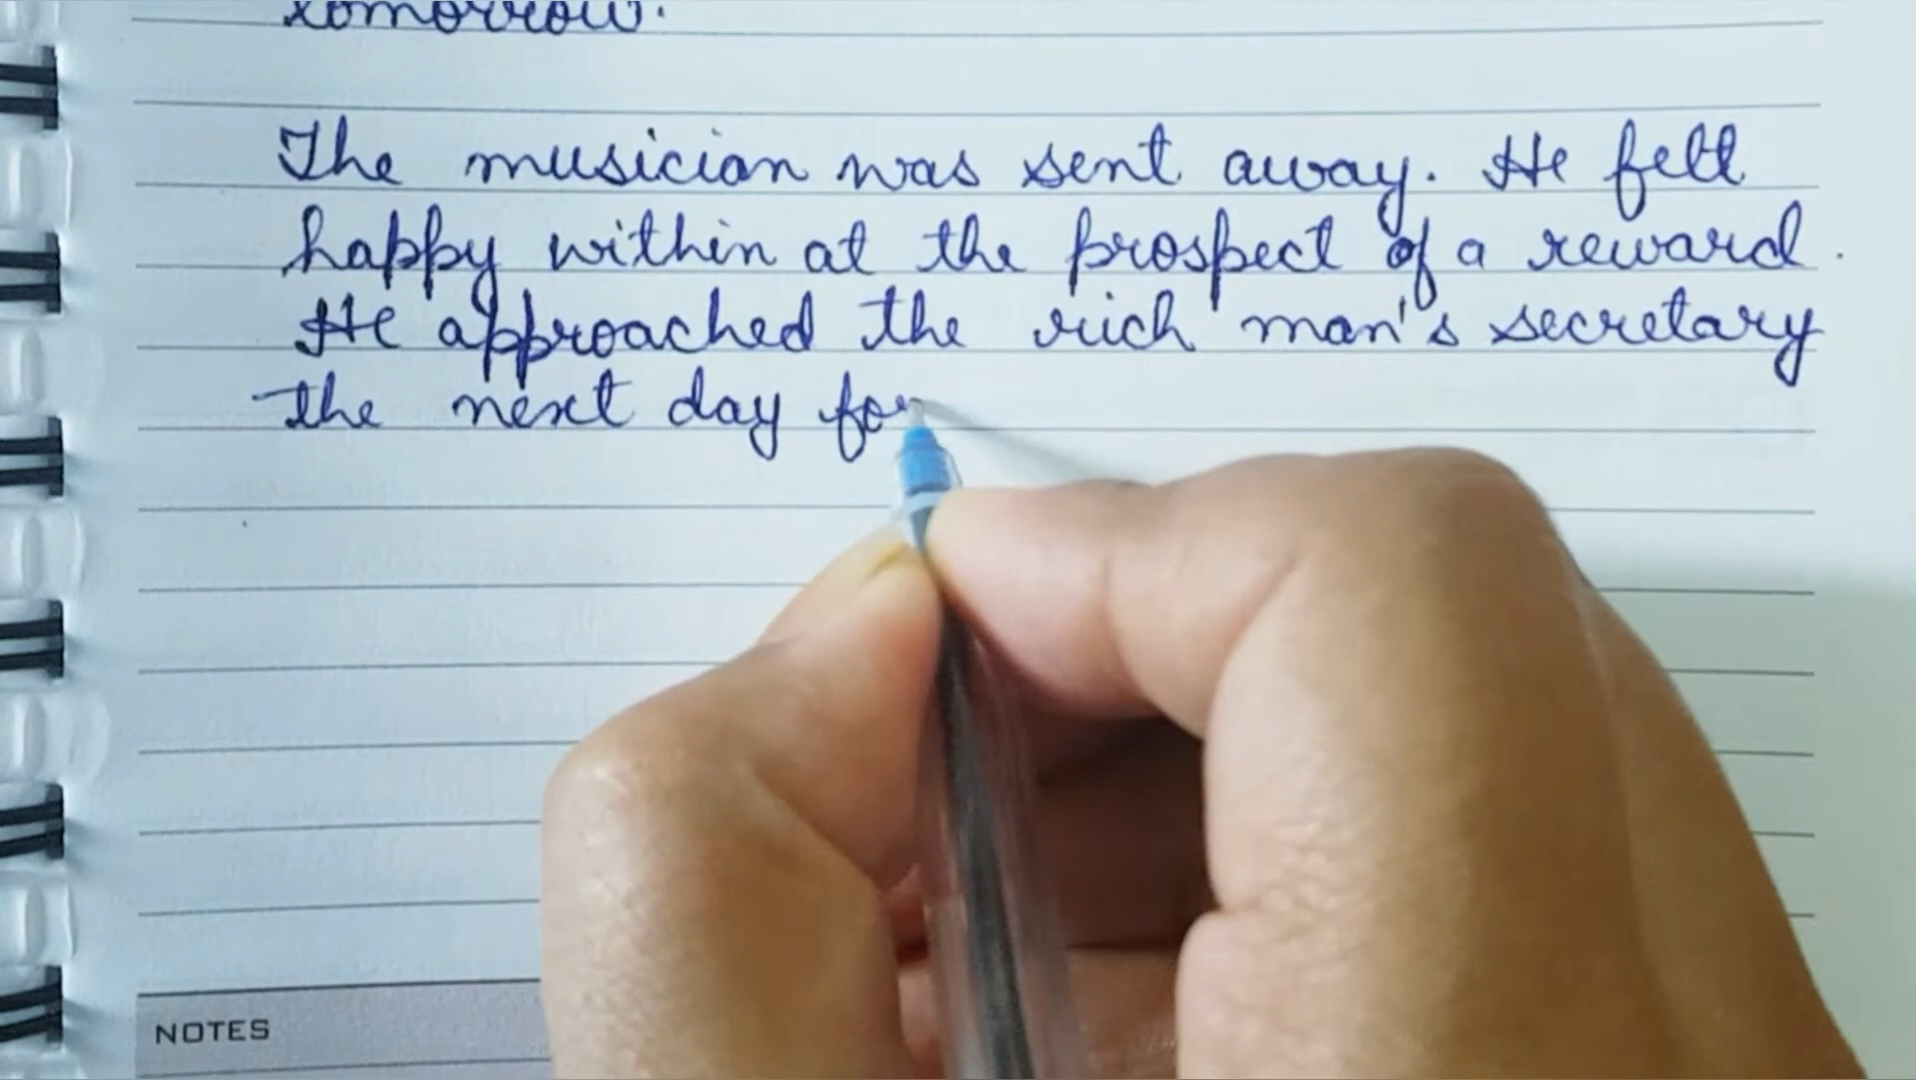 tomorrow.
The musician was sent away. He felt
happy within at the prospect of a reward.
He approached the rich man's secretary
the next day for
NOTES